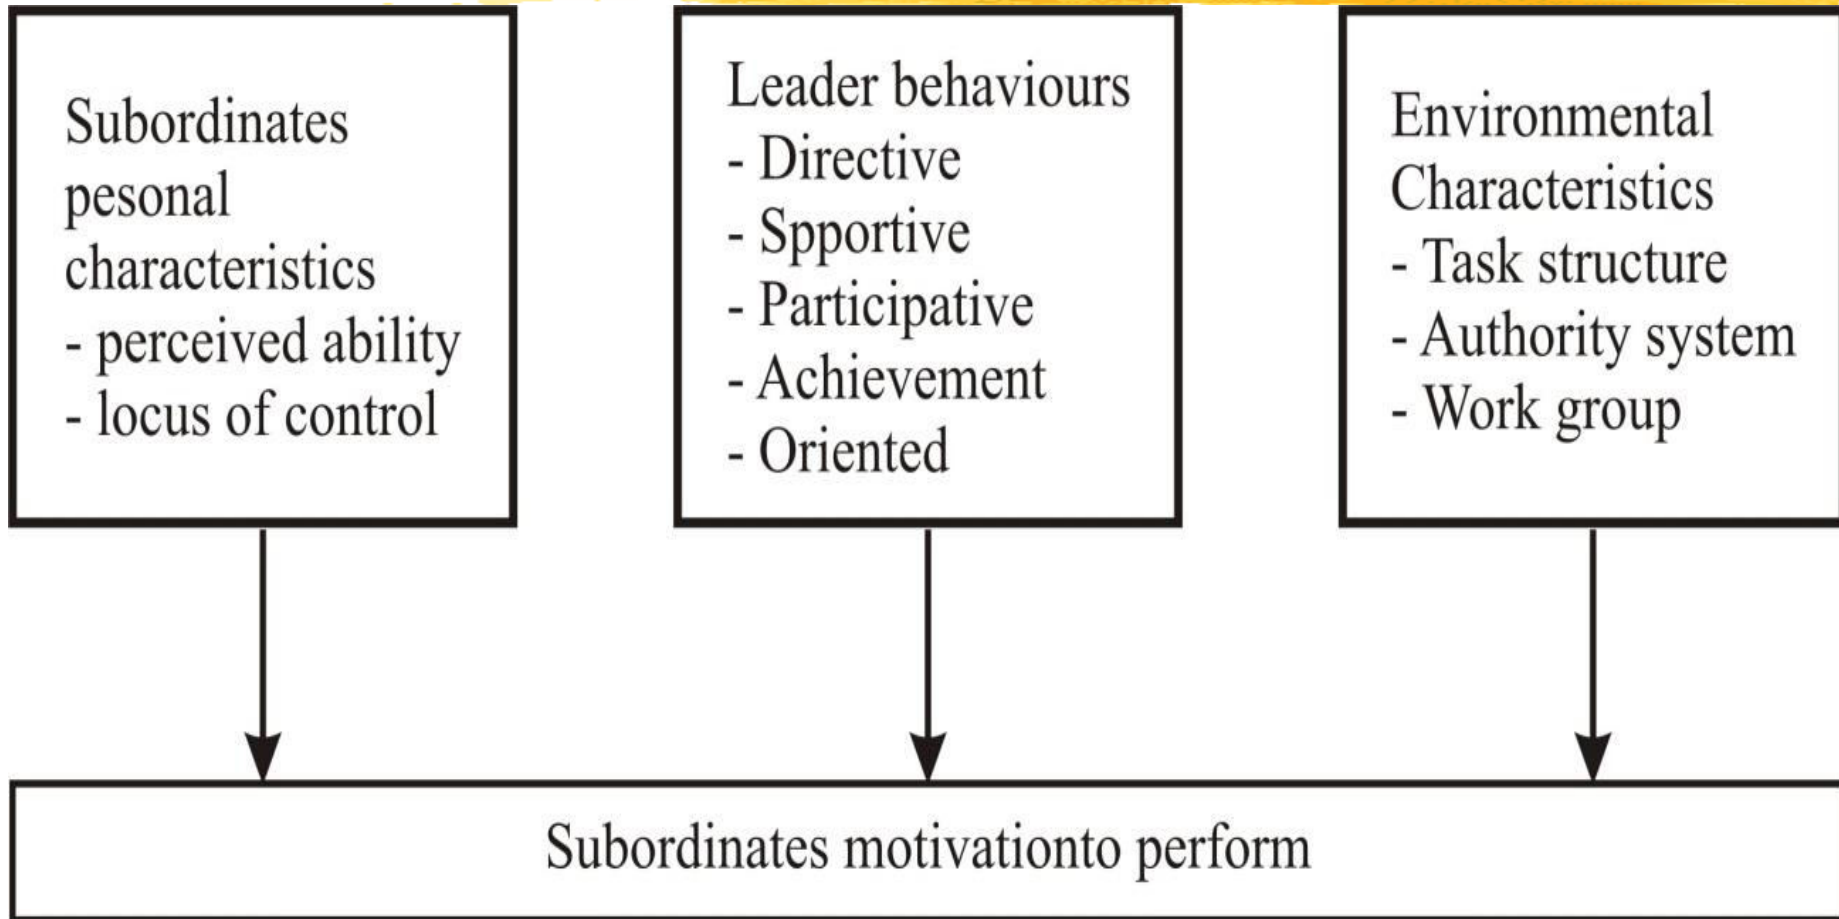 Subordinates
pesonal
characteristics
- perceived ability
- locus of control
Leader behaviours
- Directive
- Spportive
- Participative
- Achievement
- Oriented
Environmental
Characteristics
- Task structure
- Authority system
- Work group
Subordinates motivationto perform